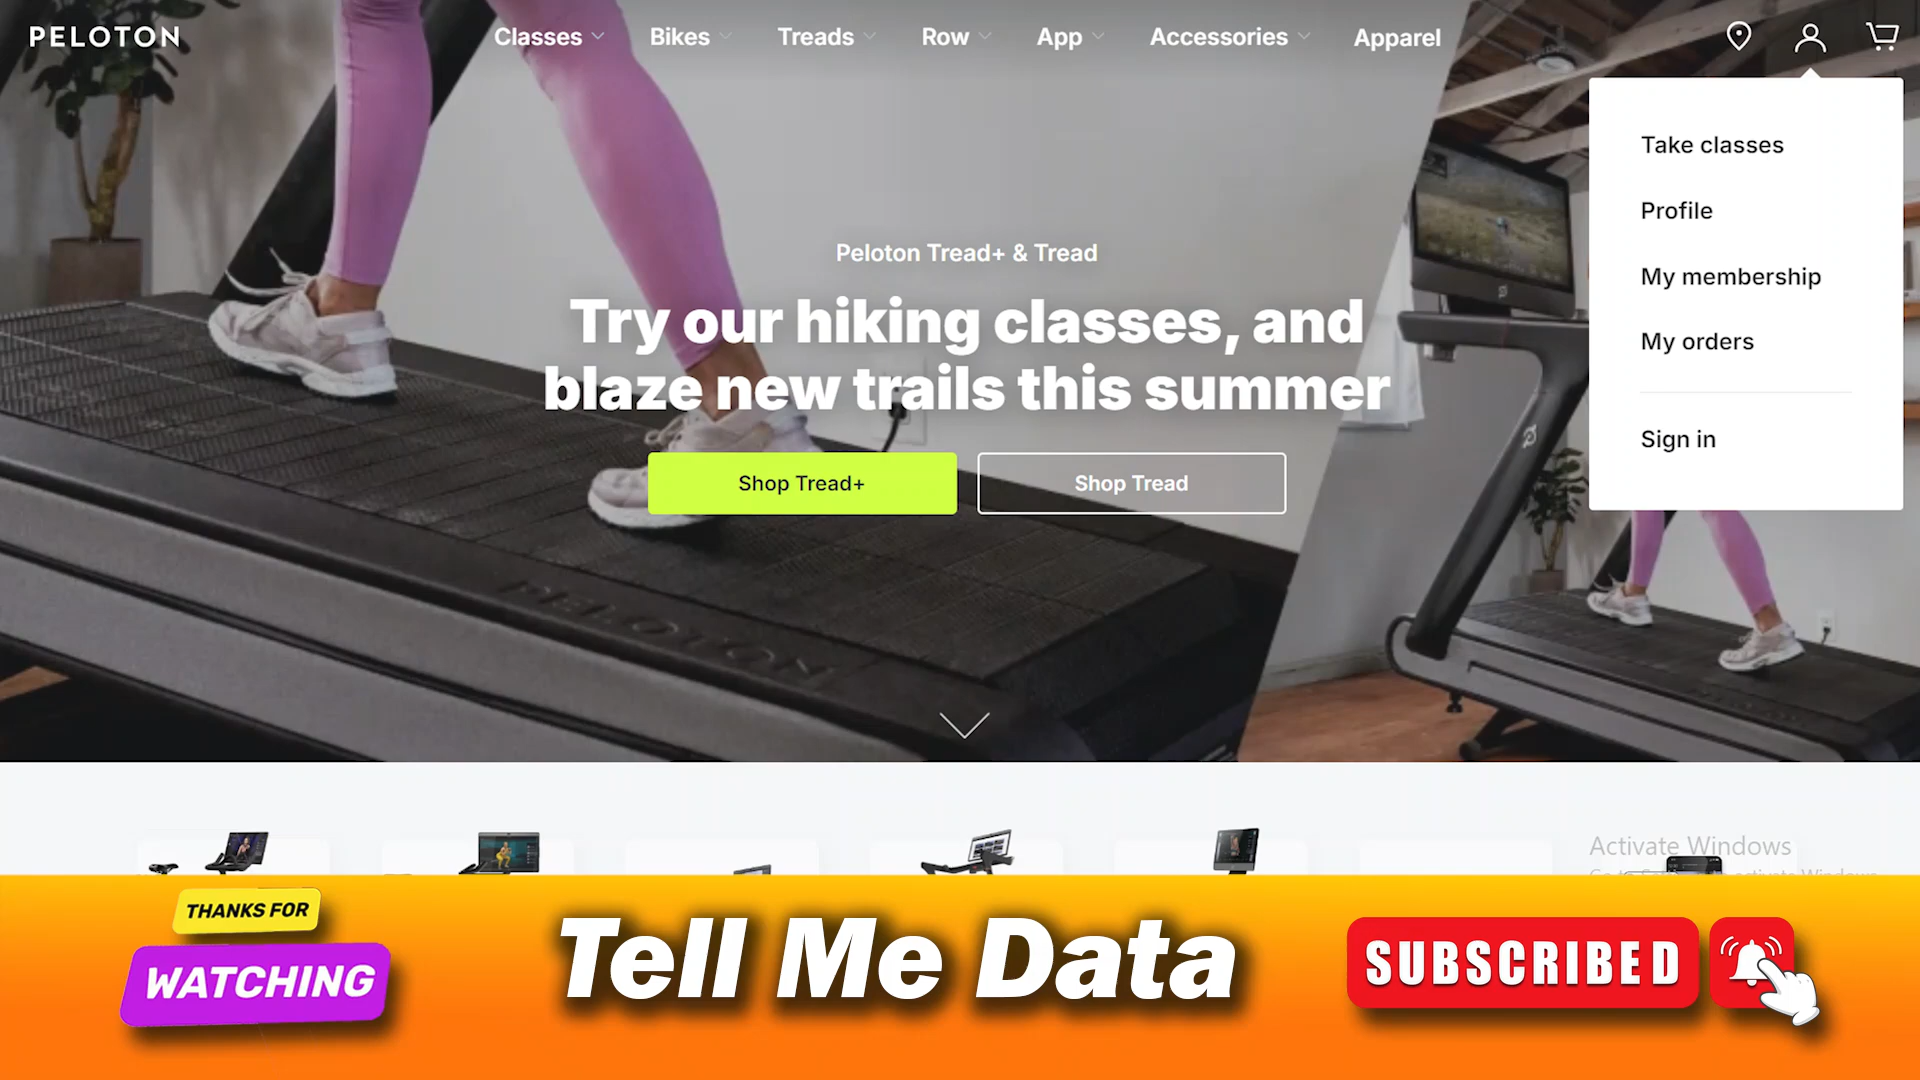 PELOTON
Classes
Bikes
Treads
Row
App
Accessories
Apparel
Take classes
Profile
My membership
My orders
Sign in
Peloton Tread+ & Tread
Try our hiking classes, and
blaze new trails this summer
Shop Tread+
Shop Tread
PELOTON
Activate Windows
THANKS FOR
WATCHING
Tell Me Data
SUBSCRIBED